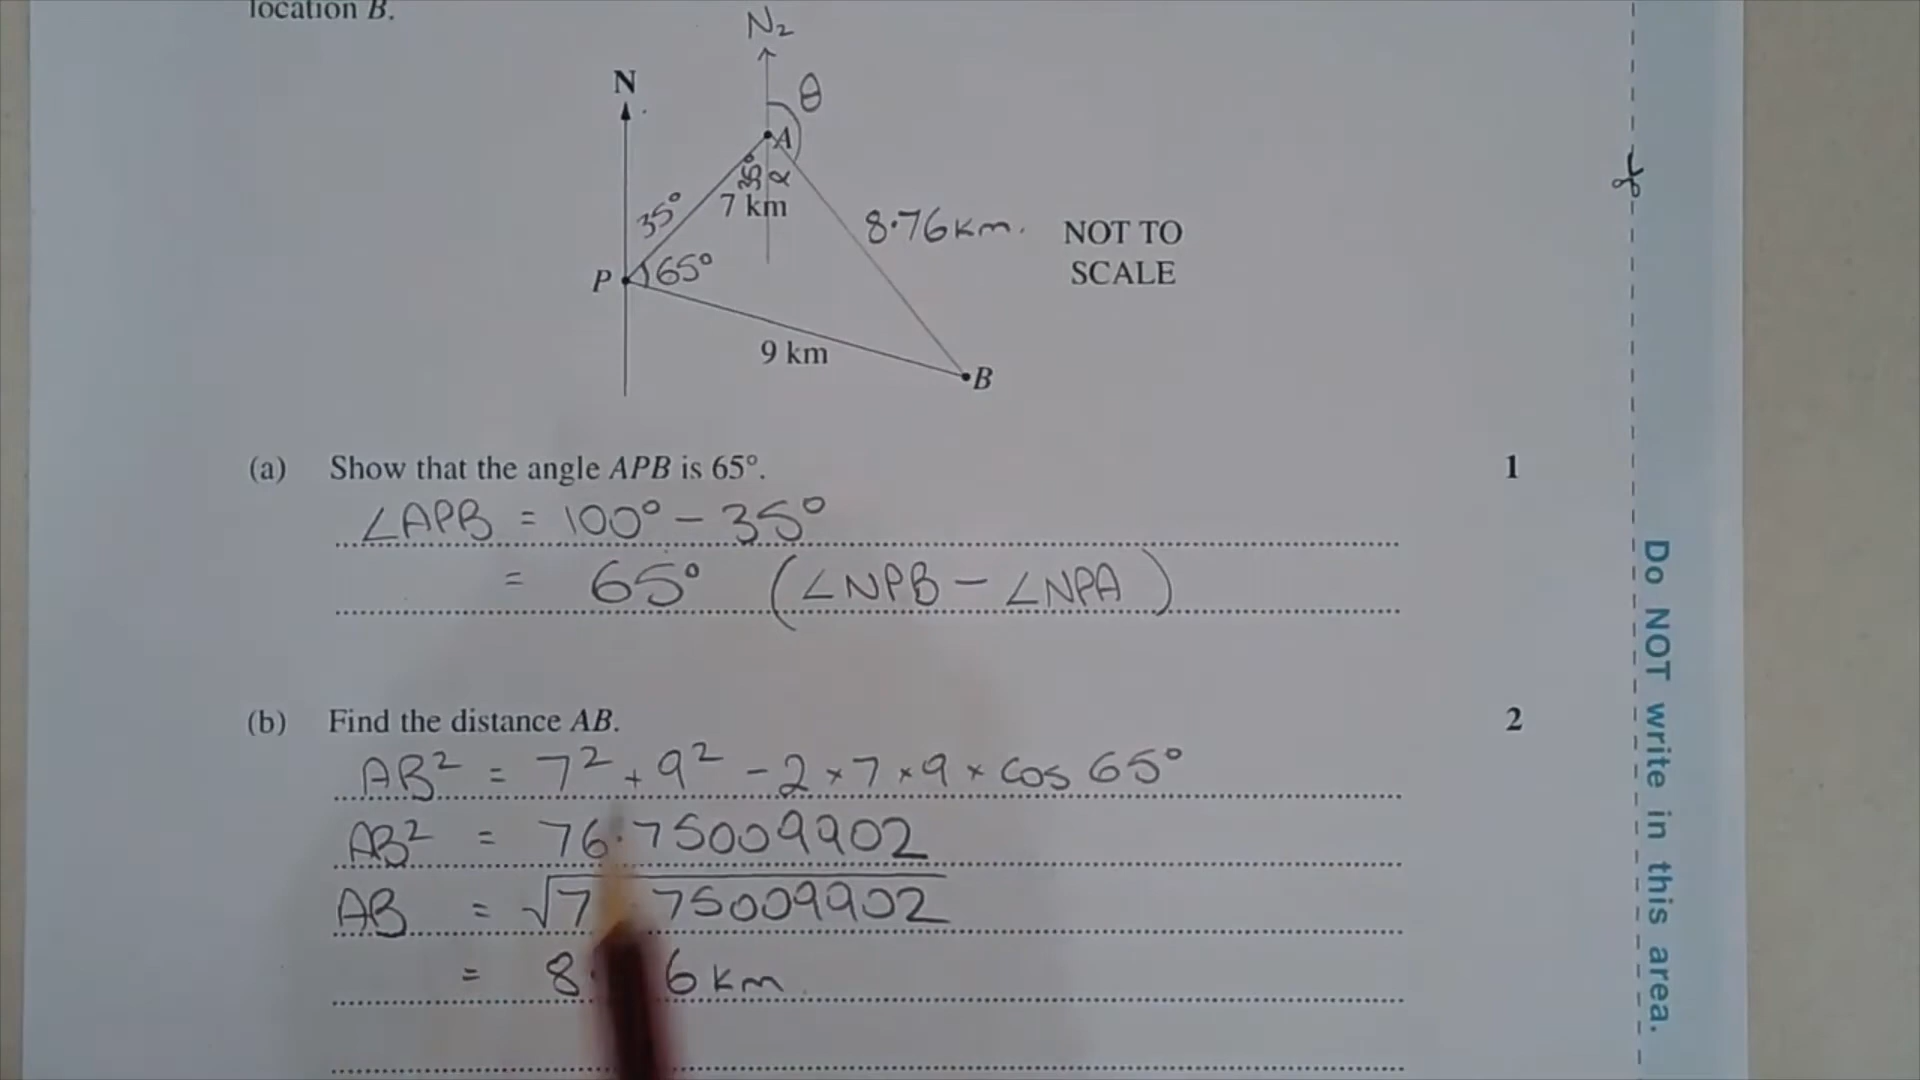 location B.
N₂
N
θ
A
35°
α
35°
7 km
8.76 km.
NOT TO
SCALE
P
65°
9 km
B
(a) Show that the angle APB is 65°. 1
∠APB = 100° - 35°
= 65° (∠NPB - ∠NPA)
(b) Find the distance AB. 2
AB² = 7² + 9² - 2 × 7 × 9 × cos 65°
AB² = 76.75009902
AB = √7 75009902
= 8. 6 km
Do NOT write in this area.